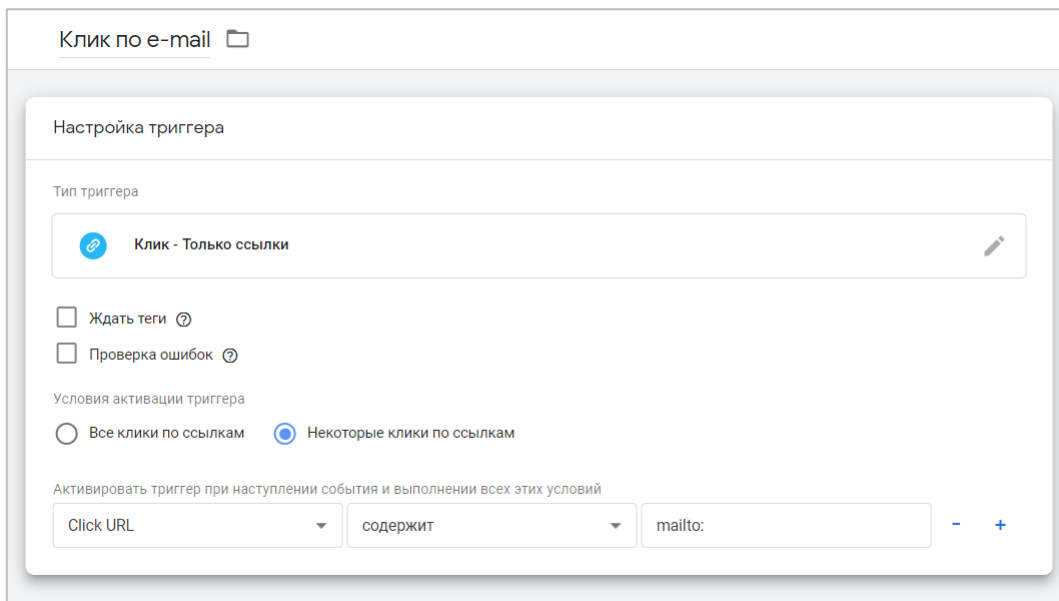 Клик по e-mail
Настройка триггера
Тип триггера
Клик - Только ссылки
Ждать теги
Проверка ошибок
Условия активации триггера
Все клики по ссылкам Некоторые клики по ссылкам
Активировать триггер при наступлении события и выполнении всех этих условий
Click URL содержит mailto: - +